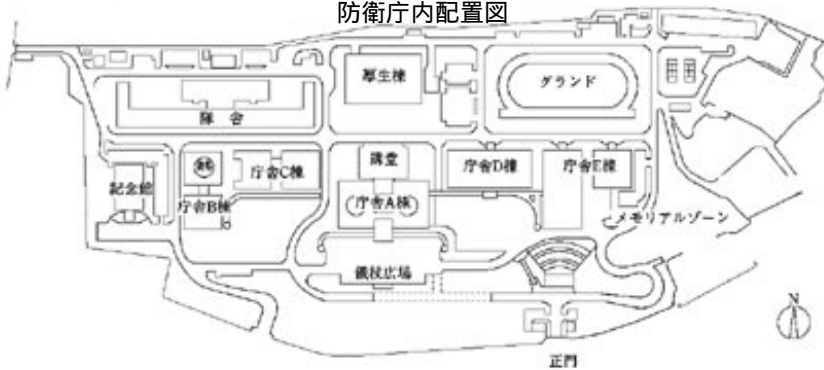 防衛庁内配置図
厚生棟
グランド
隊舎
講堂
庁舎C棟
庁舎D棟
庁舎E棟
記念館
庁舎B棟
庁舎A棟
メモリアルゾーン
儀杖広場
N
正門